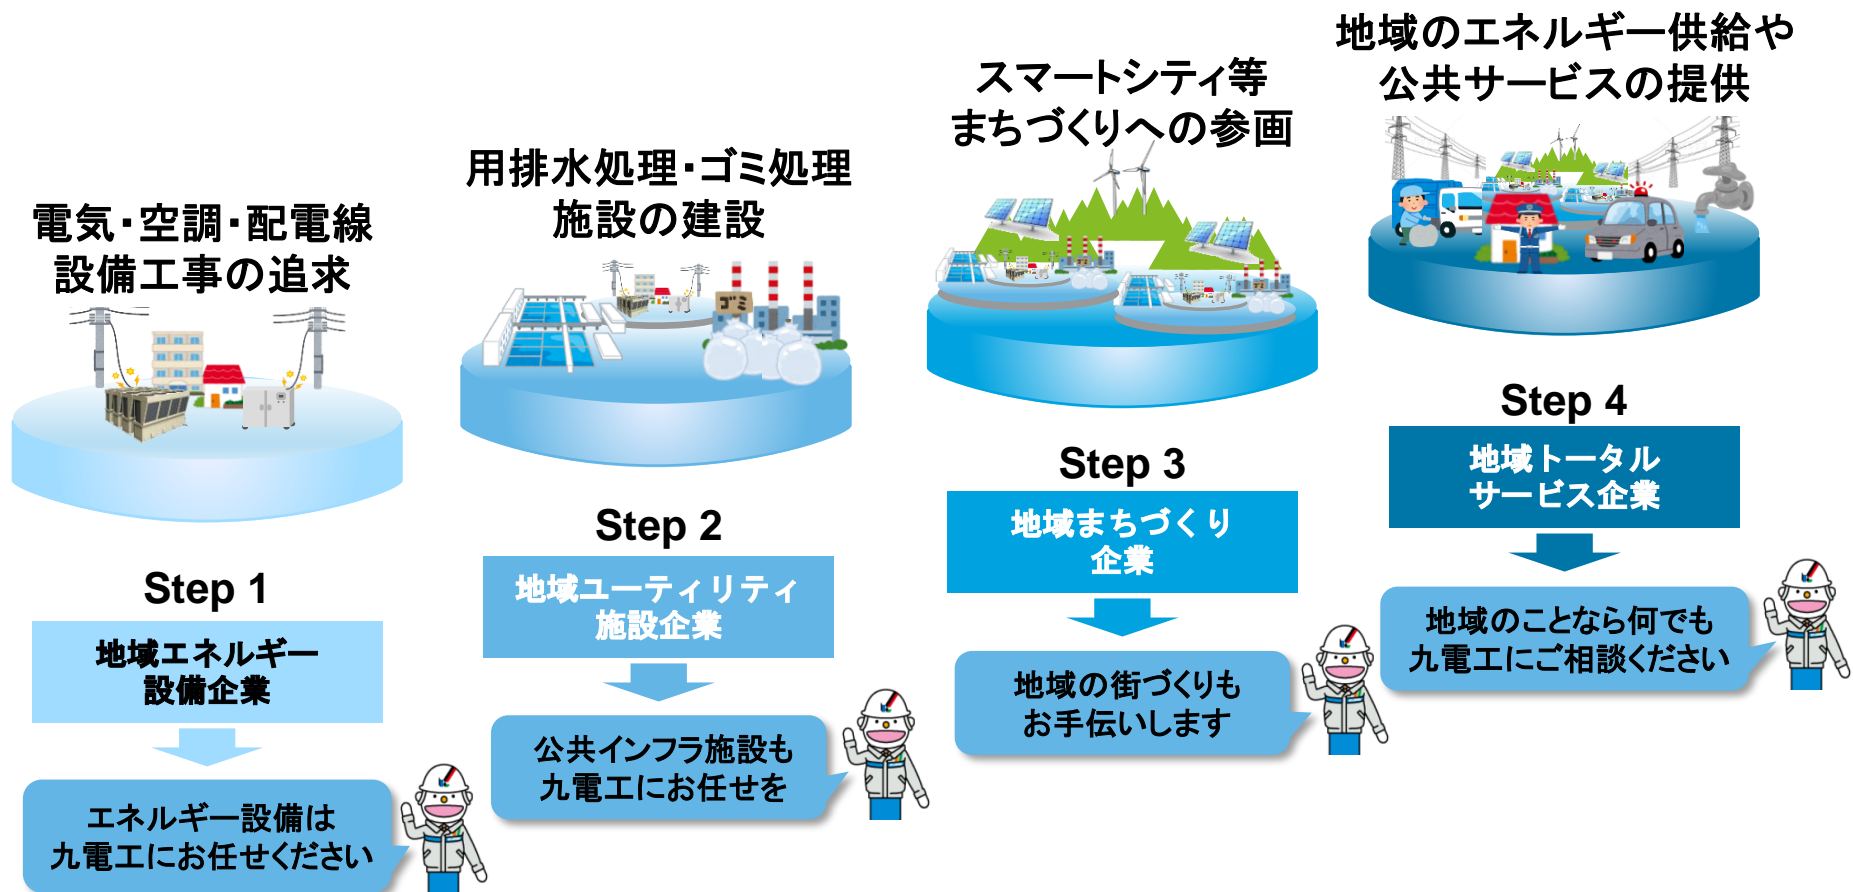 電気・空調・配電線
設備工事の追求
Step 1
地域エネルギー
設備企業
エネルギー設備は
九電工にお任せください
用排水処理・ゴミ処理
施設の建設
ゴミ
Step 2
地域ユーティリティ
施設企業
公共インフラ施設も
九電工にお任せを
スマートシティ等
まちづくりへの参画
Step 3
地域まちづくり
企業
地域の街づくりも
お手伝いします
地域のエネルギー供給や
公共サービスの提供
Step 4
地域トータル
サービス企業
地域のことなら何でも
九電工にご相談ください